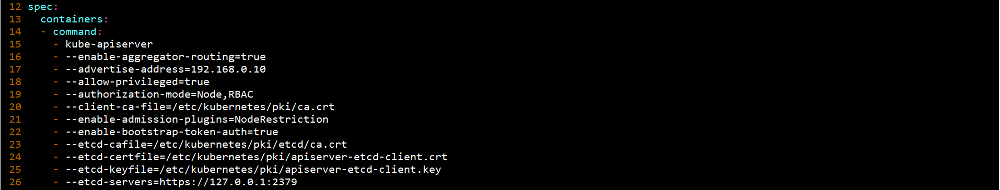 12 spec:
13   containers:
14   - command:
15     - kube-apiserver
16     - --enable-aggregator-routing=true
17     - --advertise-address=192.168.0.10
18     - --allow-privileged=true
19     - --authorization-mode=Node,RBAC
20     - --client-ca-file=/etc/kubernetes/pki/ca.crt
21     - --enable-admission-plugins=NodeRestriction
22     - --enable-bootstrap-token-auth=true
23     - --etcd-cafile=/etc/kubernetes/pki/etcd/ca.crt
24     - --etcd-certfile=/etc/kubernetes/pki/apiserver-etcd-client.crt
25     - --etcd-keyfile=/etc/kubernetes/pki/apiserver-etcd-client.key
26     - --etcd-servers=https://127.0.0.1:2379